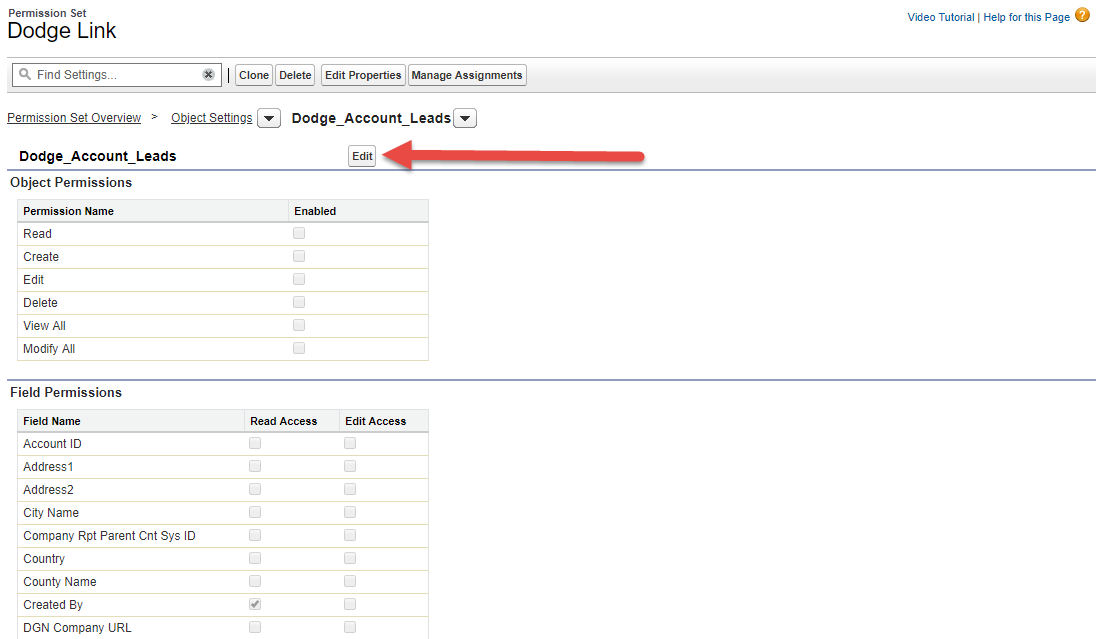 Permission Set
Dodge Link
Video Tutorial | Help for this Page ?
Find Settings... | Clone Delete Edit Properties Manage Assignments
Permission Set Overview > Object Settings Dodge_Account_Leads
Dodge_Account_Leads Edit
Object Permissions
Permission Name Enabled
Read
Create
Edit
Delete
View All
Modify All
Field Permissions
Field Name Read Access Edit Access
Account ID
Address1
Address2
City Name
Company Rpt Parent Cnt Sys ID
Country
County Name
Created By
DGN Company URL